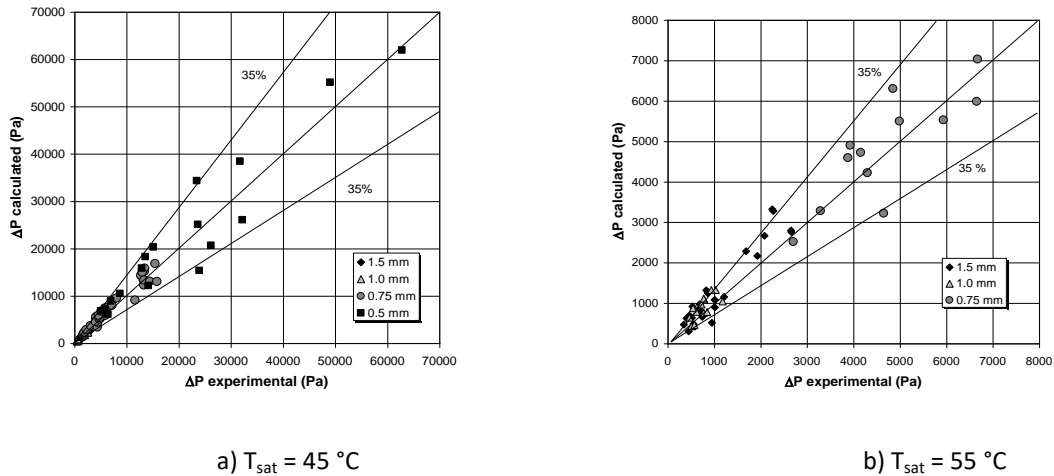 70000
60000
50000
40000
30000
20000
10000
0
0 10000 20000 30000 40000 50000 60000 70000
ΔP calculated (Pa)
ΔP experimental (Pa)
35%
35%
1.5 mm
1.0 mm
0.75 mm
0.5 mm
a) Tsat = 45 °C
8000
7000
6000
5000
4000
3000
2000
1000
0
0 1000 2000 3000 4000 5000 6000 7000 8000
ΔP calculated (Pa)
ΔP experimental (Pa)
35%
35 %
1.5 mm
1.0 mm
0.75 mm
b) Tsat = 55 °C